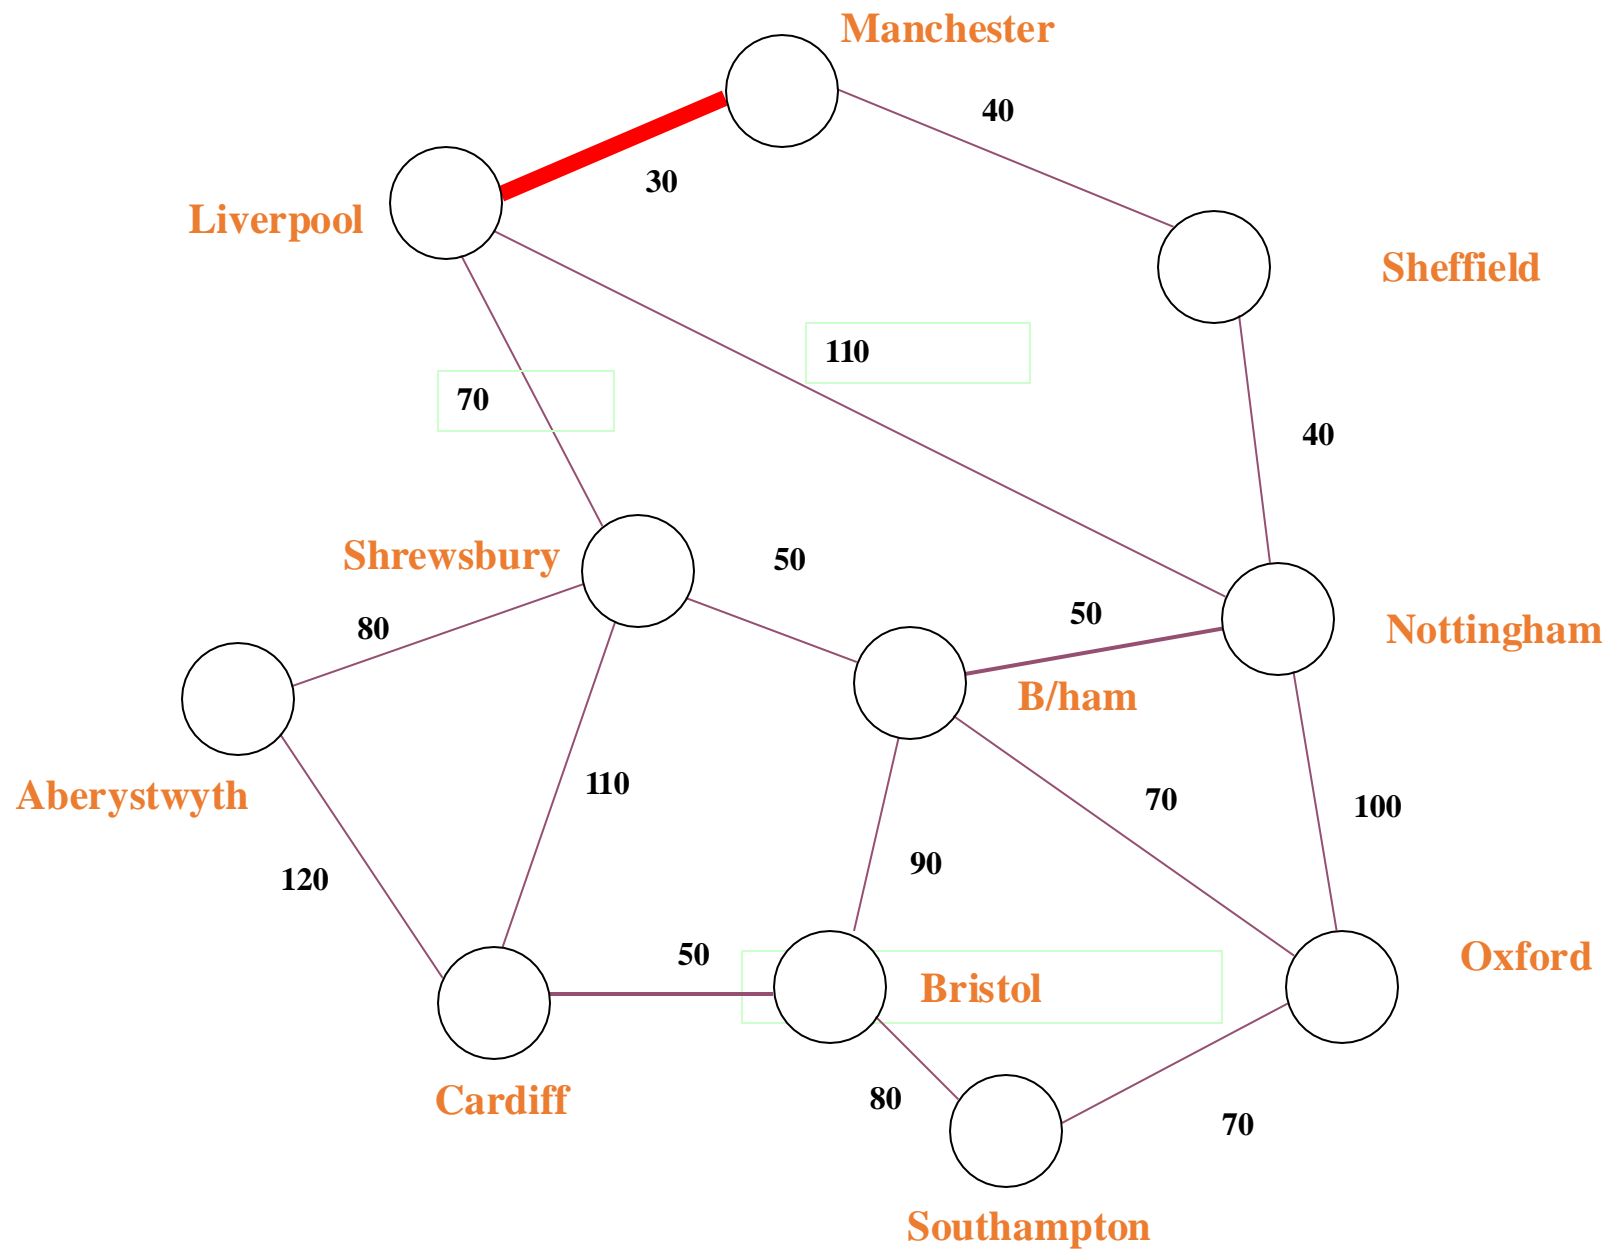 Manchester
40
30
Liverpool
Sheffield
110
70
40
Shrewsbury
50
50
80
Nottingham
B/ham
110
Aberystwyth
70
100
90
120
50
Oxford
Bristol
Cardiff
80
70
Southampton